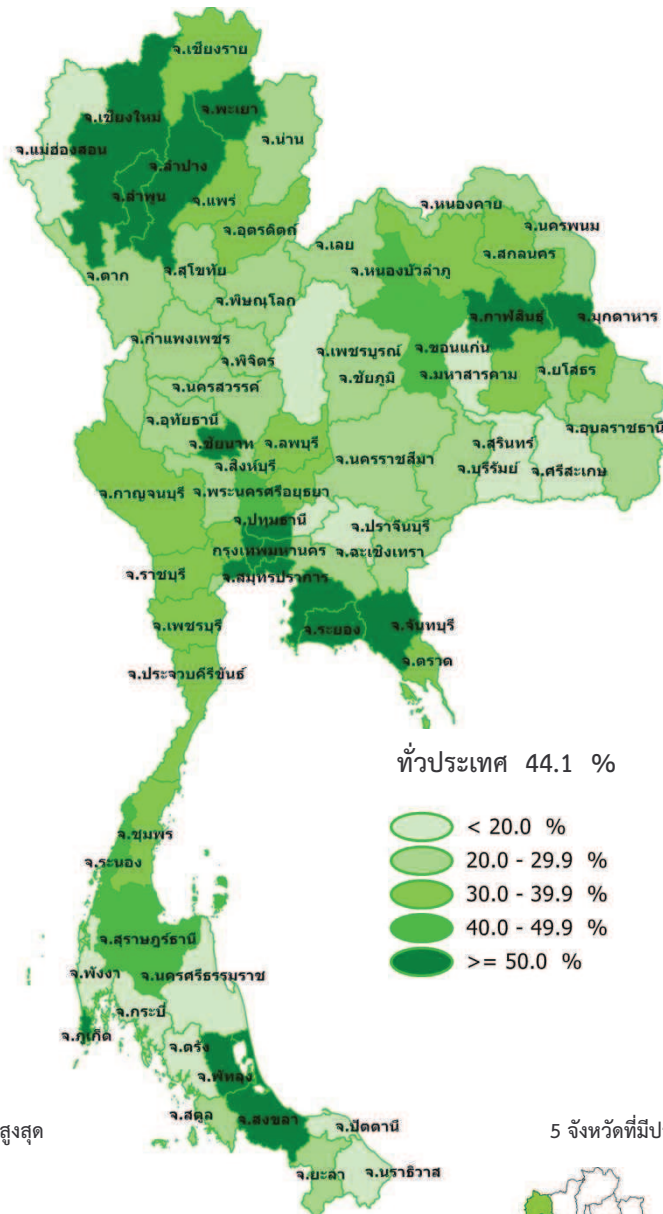 จ.เชียงราย
จ.พะเยา
จ.เชียงใหม่
จ.น่าน
จ.แม่ฮ่องสอน
จ.ลำปาง
จ.ลำพูน
จ.แพร่
จ.หนองคาย
จ.อุตรดิตถ์
จ.นครพนม
จ.เลย
จ.สกลนคร
จ.ตาก
จ.สุโขทัย
จ.หนองบัวลำภู
จ.พิษณุโลก
จ.กาฬสินธุ์
จ.มุกดาหาร
จ.กำแพงเพชร
จ.พิจิตร
จ.เพชรบูรณ์
จ.ขอนแก่น
จ.ยโสธร
จ.นครสวรรค์
จ.ชัยภูมิ
จ.มหาสารคาม
จ.อุทัยธานี
จ.อุบลราชธานี
จ.ชัยนาท
จ.ลพบุรี
จ.สุรินทร์
จ.สิงห์บุรี
จ.นครราชสีมา
จ.บุรีรัมย์
จ.ศรีสะเกษ
จ.กาญจนบุรี
จ.พระนครศรีอยุธยา
จ.ปทุมธานี
จ.ปราจีนบุรี
กรุงเทพมหานคร
จ.ฉะเชิงเทรา
จ.ราชบุรี
จ.สมุทรปราการ
จ.เพชรบุรี
จ.ระยอง
จ.จันทบุรี
จ.ตราด
จ.ประจวบคีรีขันธ์
ทั่วประเทศ 44.1 %
< 20.0 %
20.0 - 29.9 %
30.0 - 39.9 %
40.0 - 49.9 %
>= 50.0 %
จ.ชุมพร
จ.ระนอง
จ.สุราษฎร์ธานี
จ.พังงา
จ.นครศรีธรรมราช
จ.กระบี่
จ.ภูเก็ต
จ.ตรัง
จ.พัทลุง
จ.สตูล
จ.สงขลา
จ.ปัตตานี
จ.ยะลา
จ.นราธิวาส
สูงสุด
5 จังหวัดที่มีป